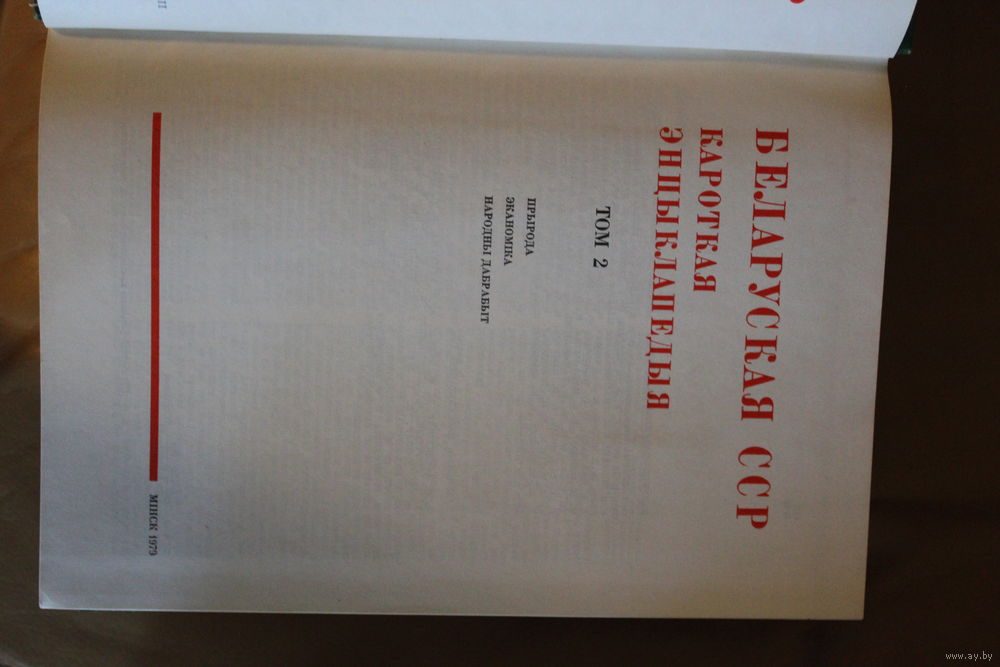 БЕЛАРУСКАЯ ССР
КАРОТКАЯ
ЭНЦЫКЛАПЕДЫЯ
ТОМ 2
ПРЫРОДА
ЭКАНОМІКА
НАРОДНЫ ДАБРАБЫТ
МІНСК 1979
www.ay.by